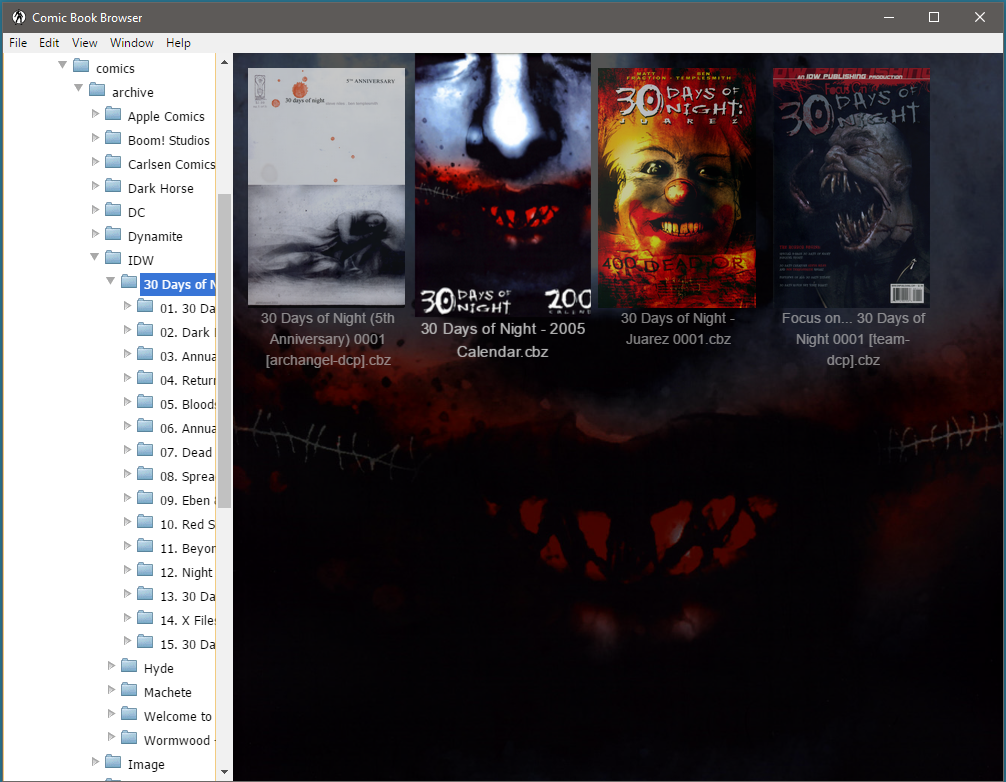 Comic Book Browser
File Edit View Window Help
comics
archive
Apple Comics
Boom! Studios
Carlsen Comics
Dark Horse
DC
Dynamite
IDW
30 Days of N
01. 30 Da
02. Dark
03. Annua
04. Return
05. Bloods
06. Annua
07. Dead
08. Sprea
09. Eben &
10. Red S
11. Beyon
12. Night
13. 30 Da
14. X Files
15. 30 Da
Hyde
Machete
Welcome to
Wormwood -
Image
5TH ANNIVERSARY
30 days of night
30 Days of Night (5th
Anniversary) 0001
[archangel-dcp].cbz
30 DAYS OF
NIGHT
200
CALEN
30 Days of Night - 2005
Calendar.cbz
MATT FRACTION · BEN TEMPLESMITH
30 DAYS OF
NIGHT:
JUAREZ
400 DEAD OR
30 Days of Night -
Juarez 0001.cbz
AN IDW PUBLISHING PRODUCTION
Focus On
30 DAYS OF
NIGHT
Focus on... 30 Days of
Night 0001 [team-
dcp].cbz